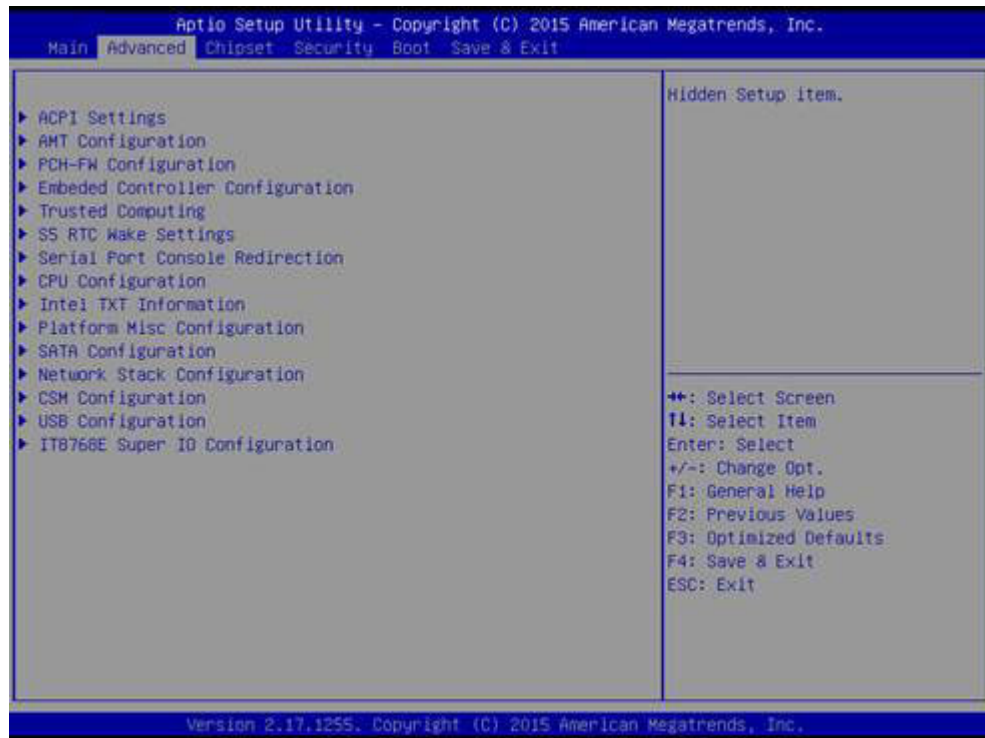 Aptio Setup Utility – Copyright (C) 2015 American Megatrends, Inc.
Main Advanced Chipset Security Boot Save & Exit
Hidden Setup item.
ACPI Settings
AMT Configuration
PCH-FW Configuration
Embeded Controller Configuration
Trusted Computing
S5 RTC Wake Settings
Serial Port Console Redirection
CPU Configuration
Intel TXT Information
Platform Misc Configuration
SATA Configuration
Network Stack Configuration
CSM Configuration
USB Configuration
IT8768E Super IO Configuration
→←: Select Screen
↑↓: Select Item
Enter: Select
+/-: Change Opt.
F1: General Help
F2: Previous Values
F3: Optimized Defaults
F4: Save & Exit
ESC: Exit
Version 2.17.1255. Copyright (C) 2015 American Megatrends, Inc.